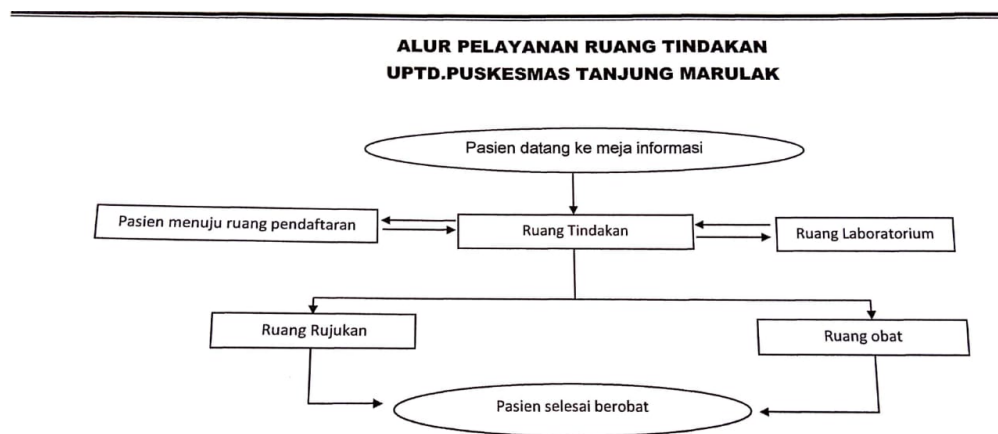 ALUR PELAYANAN RUANG TINDAKAN
UPTD.PUSKESMAS TANJUNG MARULAK
Pasien datang ke meja informasi
Pasien menuju ruang pendaftaran
Ruang Tindakan
Ruang Laboratorium
Ruang Rujukan
Ruang obat
Pasien selesai berobat